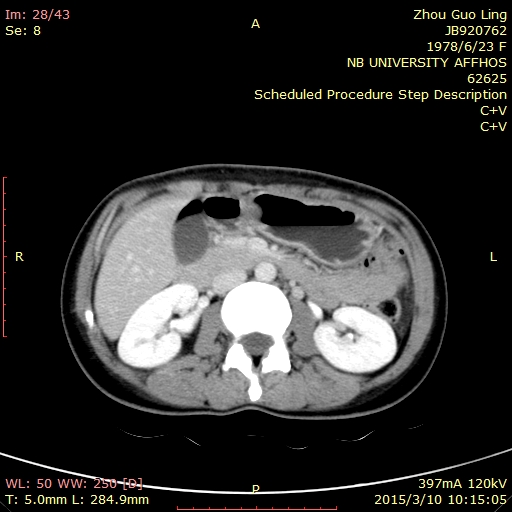 Im: 28/43
Se: 8
A
Zhou Guo Ling
JB920762
1978/6/23 F
NB UNIVERSITY AFFHOS
62625
Scheduled Procedure Step Description
C+V
C+V
R
L
WL: 50 WW: 250 [D]
T: 5.0mm L: 284.9mm
P
397mA 120kV
2015/3/10 10:15:05